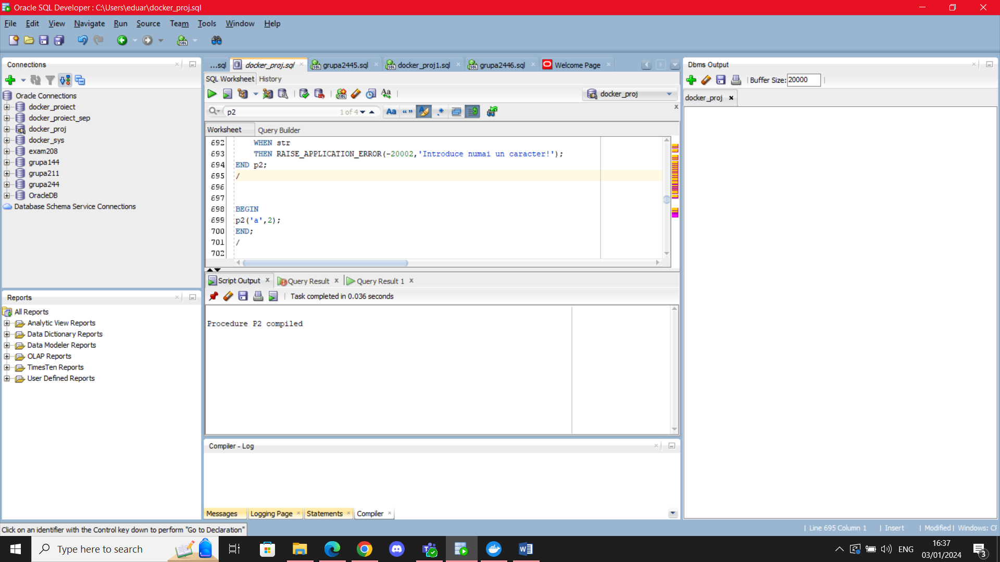 Oracle SQL Developer : C:\Users\eduar\docker_proj.sql
File Edit View Navigate Run Source Team Tools Window Help
Connections
Oracle Connections
docker_proiect
docker_proiect_sep
docker_proj
docker_sys
exam208
grupa144
grupa211
grupa244
OracleDB
Database Schema Service Connections
Reports
All Reports
Analytic View Reports
Data Dictionary Reports
Data Modeler Reports
OLAP Reports
TimesTen Reports
User Defined Reports
...sql docker_proj.sql grupa2445.sql docker_proj1.sql grupa2446.sql Welcome Page
SQL Worksheet History
docker_proj
p2 1 of 4 Aa
Worksheet Query Builder
692 WHEN str
693 THEN RAISE_APPLICATION_ERROR(-20002,'Introduce numai un caracter!');
694 END p2;
695 /
696
697
698 BEGIN
699 p2('a',2);
700 END;
701 /
702
Script Output Query Result Query Result 1
Task completed in 0.036 seconds
Procedure P2 compiled
Compiler - Log
Messages Logging Page Statements Compiler
Dbms Output
Buffer Size: 20000
docker_proj
Click on an identifier with the Control key down to perform "Go to Declaration"
Line 695 Column 1 Insert Modified Windows: CF
Type here to search
ENG
16:37
03/01/2024
3